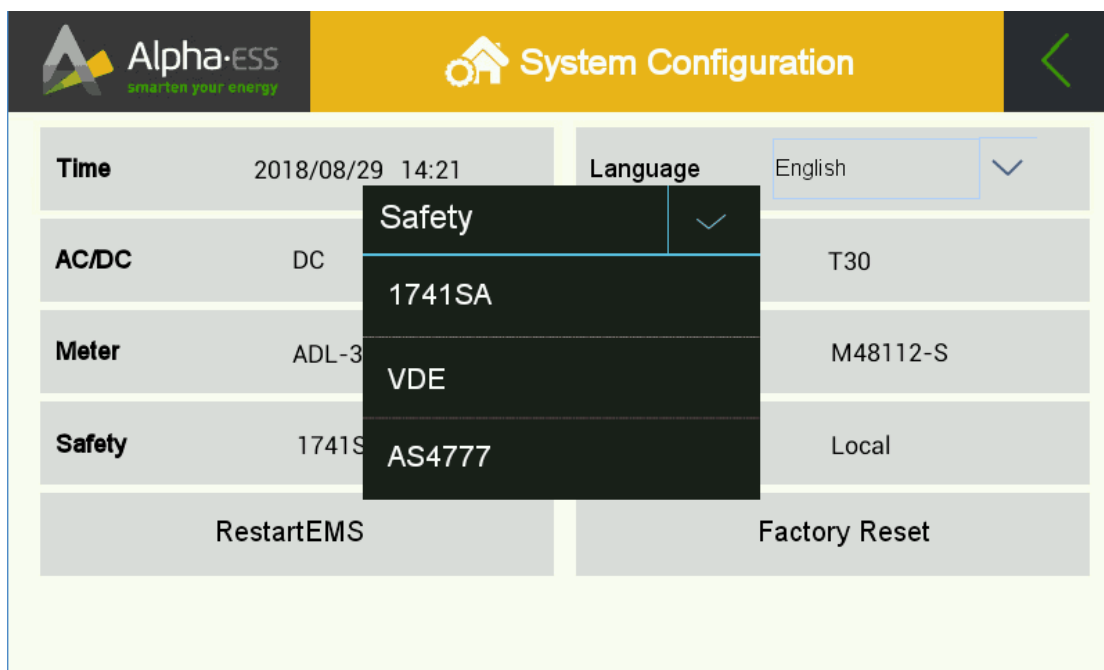 Alpha·ESS
smarten your energy
System Configuration
Time 2018/08/29 14:21
Language English
Safety
AC/DC DC
T30
1741SA
Meter ADL-3
M48112-S
VDE
Safety 1741S
Local
AS4777
RestartEMS
Factory Reset